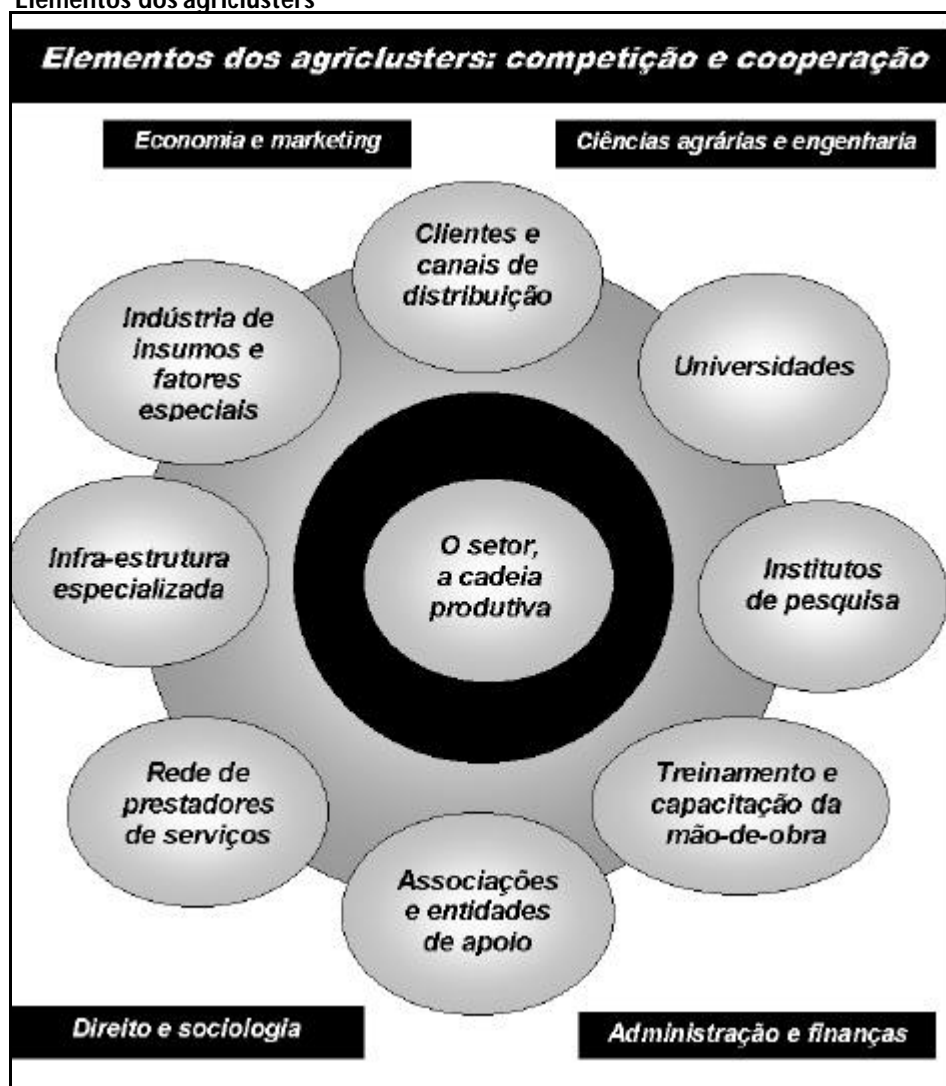 Elementos dos agriclusters
Elementos dos agriclusters: competição e cooperação
Economia e marketing
Ciências agrárias e engenharia
Clientes e
canais de
distribuição
Indústria de
insumos e
fatores
especiais
Universidades
Infra-estrutura
especializada
O setor,
a cadeia
produtiva
Institutos
de pesquisa
Rede de
prestadores
de serviços
Treinamento e
capacitação da
mão-de-obra
Associações
e entidades
de apoio
Direito e sociologia
Administração e finanças